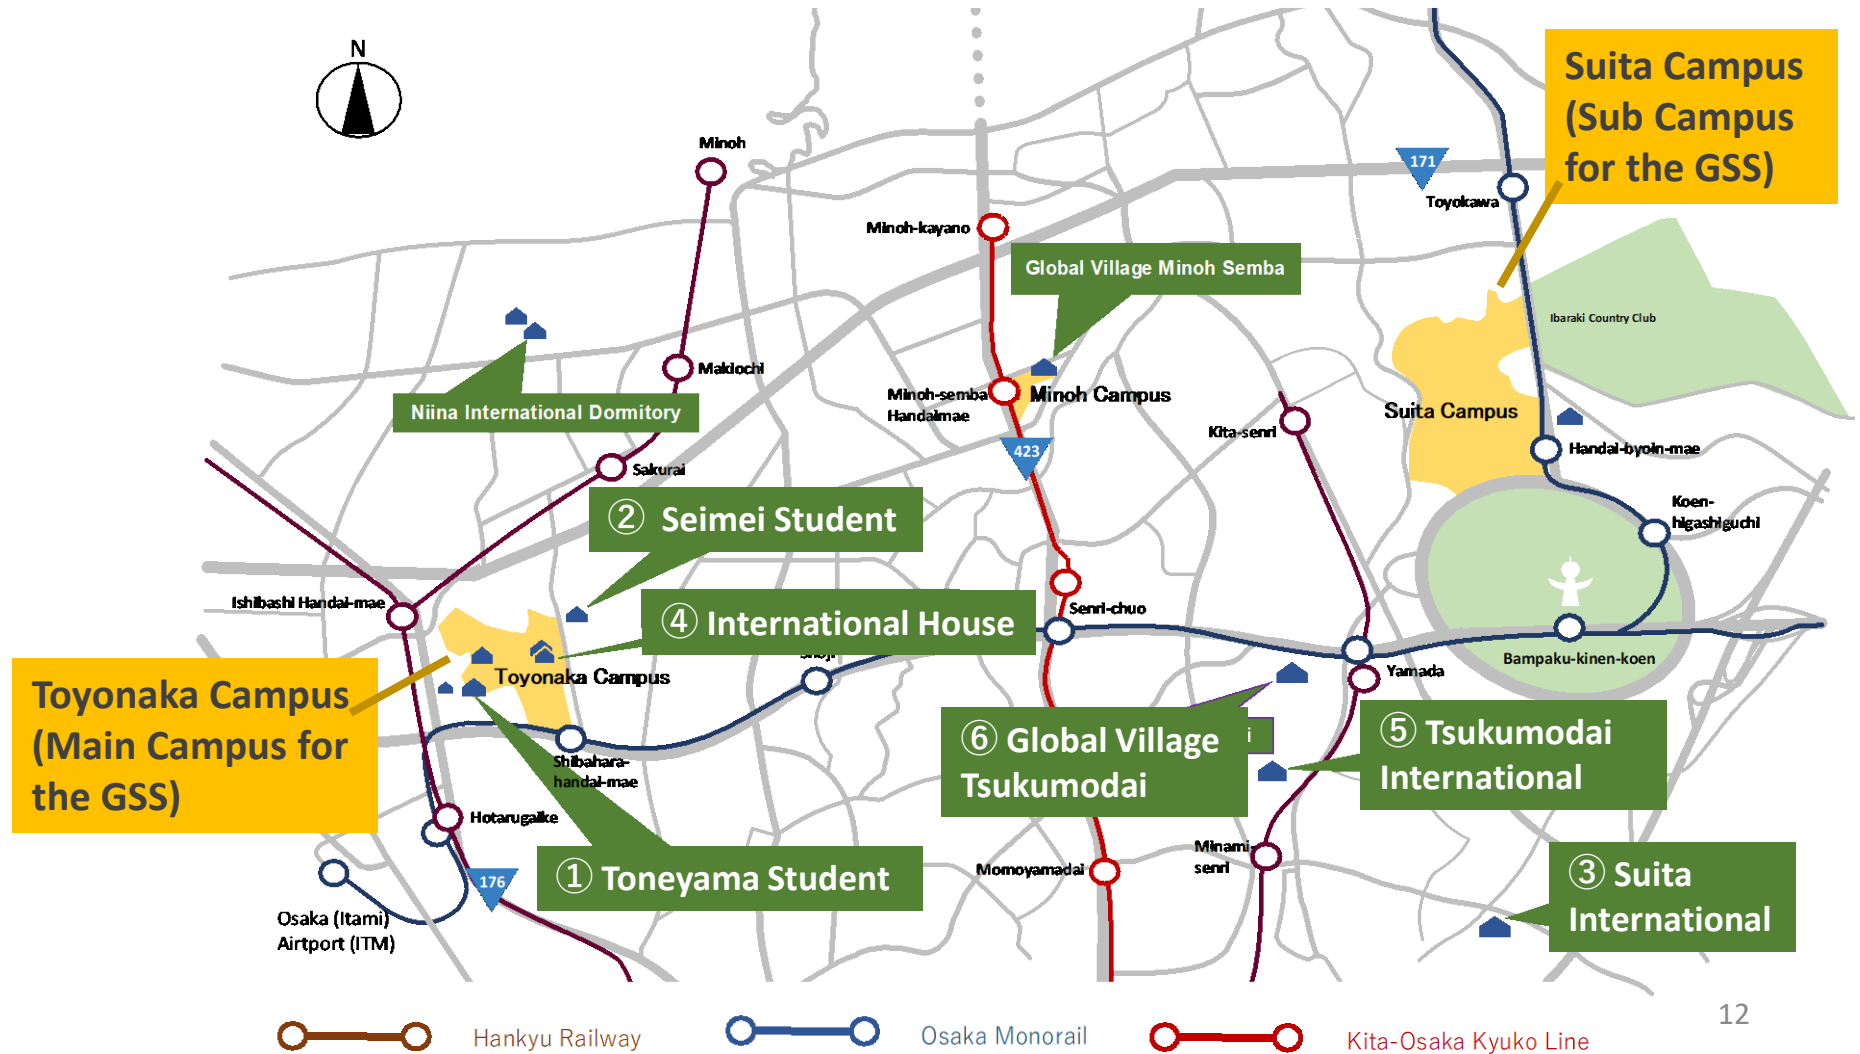 N
Minoh
Suita Campus
(Sub Campus
for the GSS)
171
Toyokawa
Minoh-kayano
Global Village Minoh Semba
Ibaraki Country Club
Makiochi
Minoh-semba
Handaimae
Minoh Campus
Niina International Dormitory
Suita Campus
Kita-senri
423
Handai-byoin-mae
Sakurai
Koen-
higashiguchi
② Seimei Student
Ishibashi Handai-mae
Senri-chuo
④ International House
Shoji
Bampaku-kinen-koen
Yamada
Toyonaka Campus
Toyonaka Campus
(Main Campus for
the GSS)
⑥ Global Village
Tsukumodai
i
⑤ Tsukumodai
International
Shibahara-
handai-mae
Hotarugaike
Minami-
senri
Momoyamadai
① Toneyama Student
176
③ Suita
International
Osaka (Itami)
Airtport (ITM)
12
Hankyu Railway
Osaka Monorail
Kita-Osaka Kyuko Line